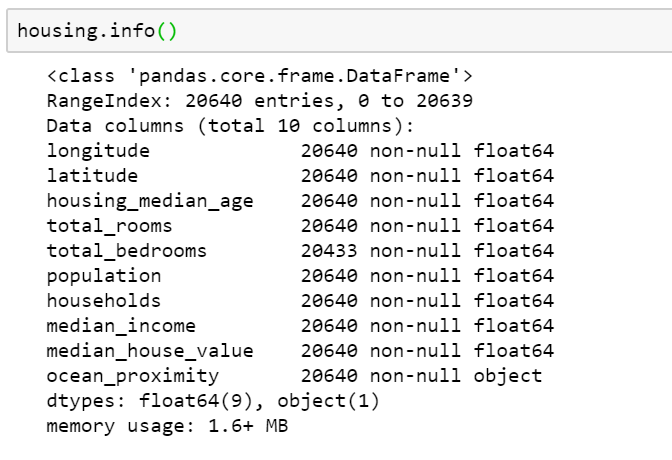 housing.info()
<class 'pandas.core.frame.DataFrame'>
RangeIndex: 20640 entries, 0 to 20639
Data columns (total 10 columns):
longitude             20640 non-null float64
latitude              20640 non-null float64
housing_median_age    20640 non-null float64
total_rooms           20640 non-null float64
total_bedrooms        20433 non-null float64
population            20640 non-null float64
households            20640 non-null float64
median_income         20640 non-null float64
median_house_value    20640 non-null float64
ocean_proximity       20640 non-null object
dtypes: float64(9), object(1)
memory usage: 1.6+ MB